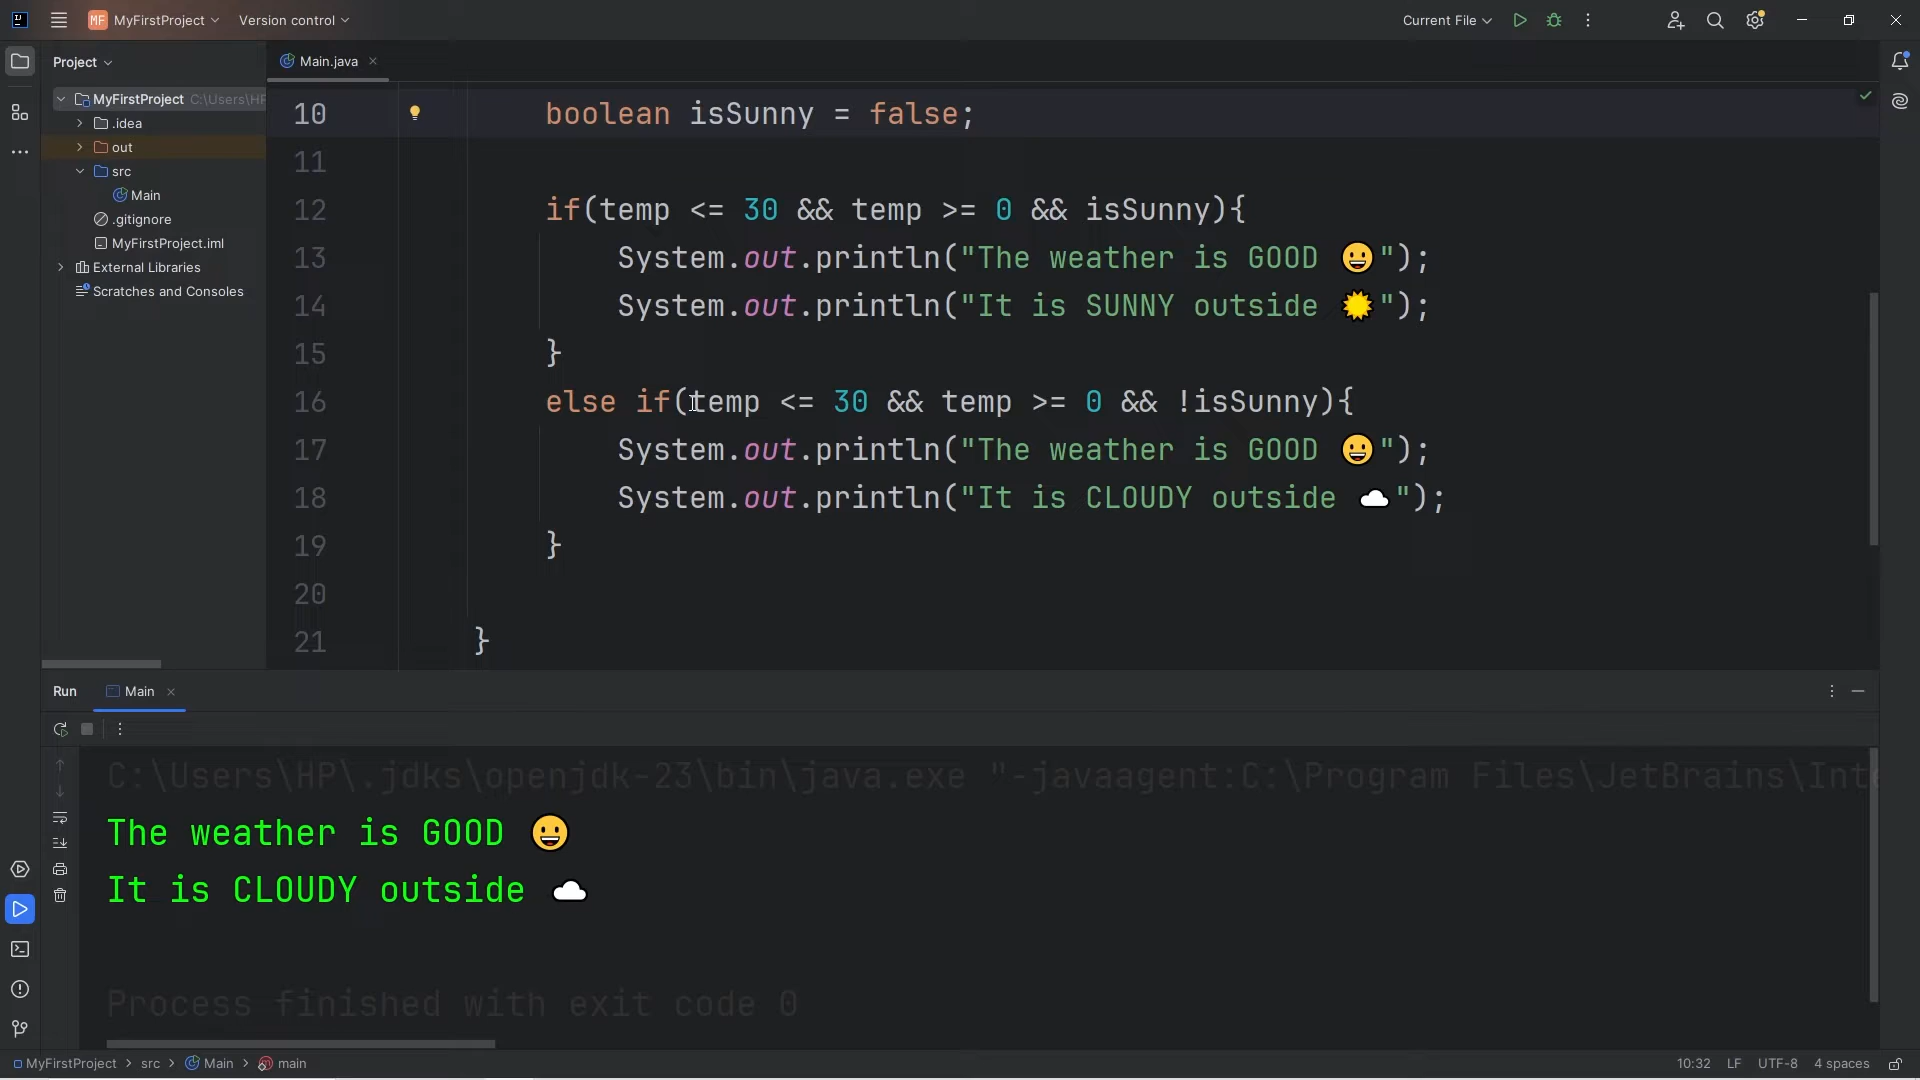 MF MyFirstProject Version control Current File
Project Main.java
MyFirstProject C:\Users\HP
.idea
out
src
Main
.gitignore
MyFirstProject.iml
External Libraries
Scratches and Consoles
10 boolean isSunny = false;
11
12 if(temp <= 30 && temp >= 0 && isSunny){
13 System.out.println("The weather is GOOD 😀");
14 System.out.println("It is SUNNY outside ☀");
15 }
16 else if(temp <= 30 && temp >= 0 && !isSunny){
17 System.out.println("The weather is GOOD 😀");
18 System.out.println("It is CLOUDY outside ☁");
19 }
20
21 }
Run Main
C:\Users\HP\.jdks\openjdk-23\bin\java.exe "-javaagent:C:\Program Files\JetBrains\Inte
The weather is GOOD 😀
It is CLOUDY outside ☁
Process finished with exit code 0
MyFirstProject > src > Main > main 10:32 LF UTF-8 4 spaces